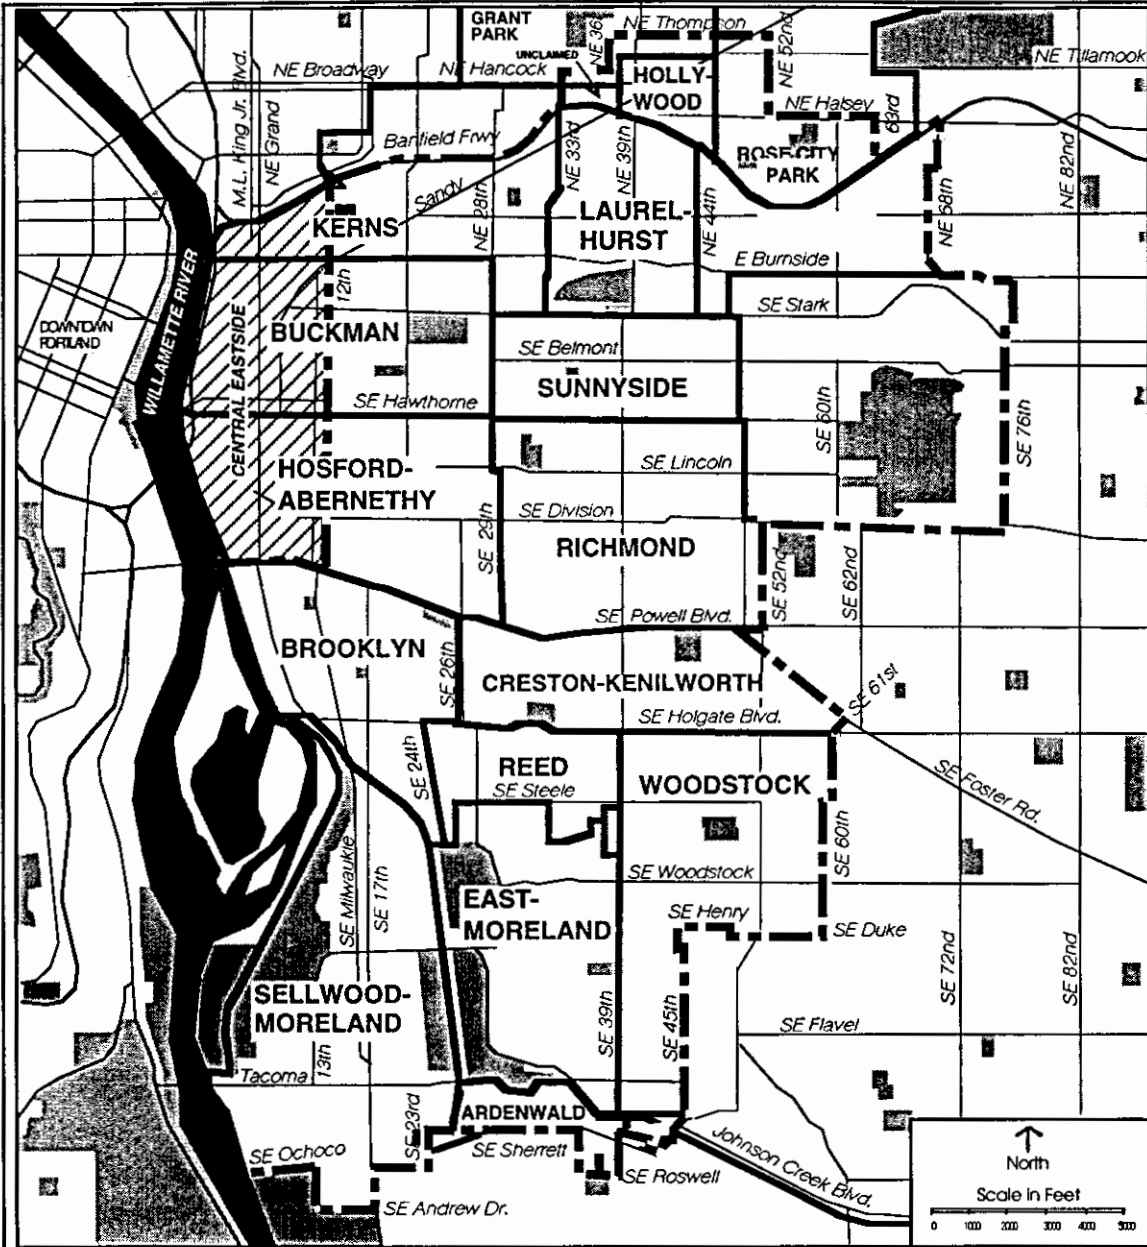 GRANT
PARK
NE Thompson
NE 36th
NE 52nd
UNCLAIMED
NE Tillamook
NE Broadway
NE Hancock
HOLLY-
WOOD
M.L. King Jr. Blvd.
NE Grand
NE Halsey
63rd
Banfield Frwy
NE 33rd
NE 39th
ROSE CITY
PARK
NE 82nd
Sandy
NE 28th
NE 44th
NE 68th
KERNS
LAUREL-
HURST
E Burnside
WILLAMETTE RIVER
12th
SE Stark
DOWNTOWN
PORTLAND
CENTRAL EASTSIDE
BUCKMAN
SE Belmont
SUNNYSIDE
SE Hawthorne
SE 60th
SE 76th
HOSFORD-
ABERNETHY
SE Lincoln
SE Division
SE 29th
RICHMOND
SE 52nd
SE 62nd
SE Powell Blvd.
BROOKLYN
SE 26th
CRESTON-KENILWORTH
SE 61st
SE Holgate Blvd.
SE 24th
REED
SE Steele
WOODSTOCK
SE Foster Rd.
SE 60th
SE Milwaukie
SE 17th
SE Woodstock
EAST-
MORELAND
SE Henry
SE Duke
SE 72nd
SE 82nd
SELLWOOD-
MORELAND
SE 39th
SE 45th
SE Flavel
Tacoma
13th
SE 23rd
ARDENWALD
SE Ochoco
SE Sherrett
SE Roswell
Johnson Creek Blvd.
SE Andrew Dr.
North
Scale in Feet
0 1000 2000 3000 4000 5000